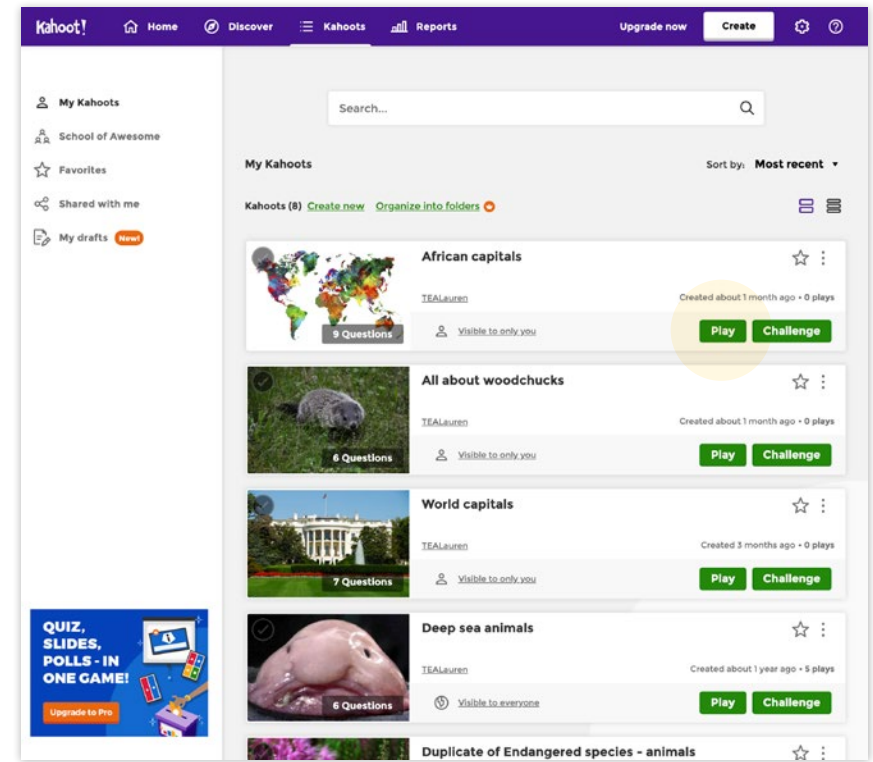 Kahoot! Home Discover Kahoots Reports Upgrade now Create
My Kahoots
School of Awesome
Favorites
Shared with me
My drafts New!
QUIZ,
SLIDES,
POLLS - IN
ONE GAME!
Upgrade to Pro
Search...
My Kahoots Sort by: Most recent
Kahoots (8) Create new Organize into folders
African capitals
TEALauren Created about 1 month ago • 0 plays
9 Questions Visible to only you Play Challenge
All about woodchucks
TEALauren Created about 1 month ago • 0 plays
6 Questions Visible to only you Play Challenge
World capitals
TEALauren Created 3 months ago • 0 plays
7 Questions Visible to only you Play Challenge
Deep sea animals
TEALauren Created about 1 year ago • 5 plays
6 Questions Visible to everyone Play Challenge
Duplicate of Endangered species - animals